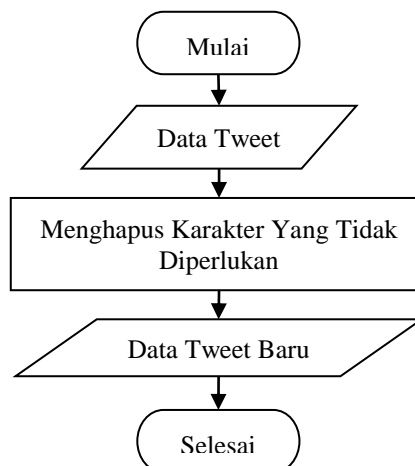 Mulai
Data Tweet
Menghapus Karakter Yang Tidak
Diperlukan
Data Tweet Baru
Selesai